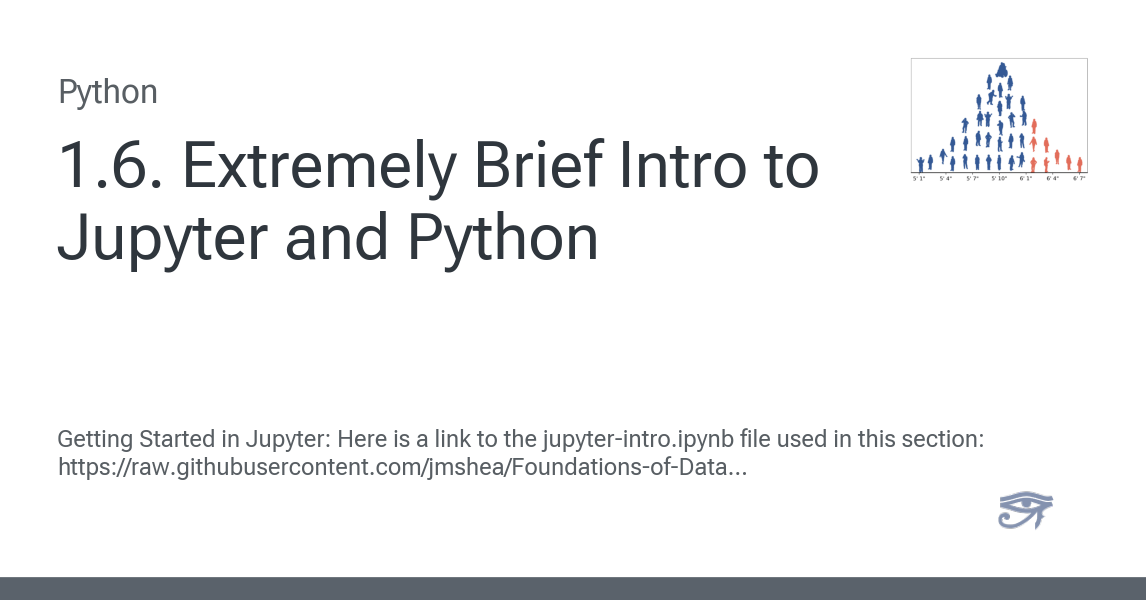 Python
1.6. Extremely Brief Intro to
Jupyter and Python
Getting Started in Jupyter: Here is a link to the jupyter-intro.ipynb file used in this section:
https://raw.githubusercontent.com/jmshea/Foundations-of-Data...
5' 1" 5' 4" 5' 7" 5' 10" 6' 1" 6' 4" 6' 7"